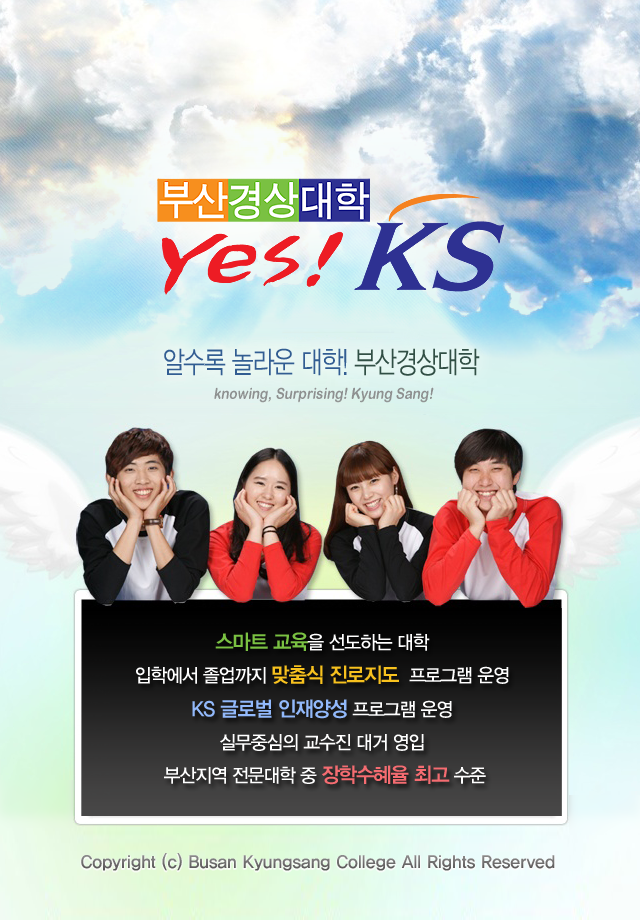 부산경상대학
Yes! KS
알수록 놀라운 대학! 부산경상대학
knowing, Surprising! Kyung Sang!
스마트 교육을 선도하는 대학
입학에서 졸업까지 맞춤식 진로지도 프로그램 운영
KS 글로벌 인재양성 프로그램 운영
실무중심의 교수진 대거 영입
부산지역 전문대학 중 장학수혜율 최고 수준
Copyright (c) Busan Kyungsang College All Rights Reserved